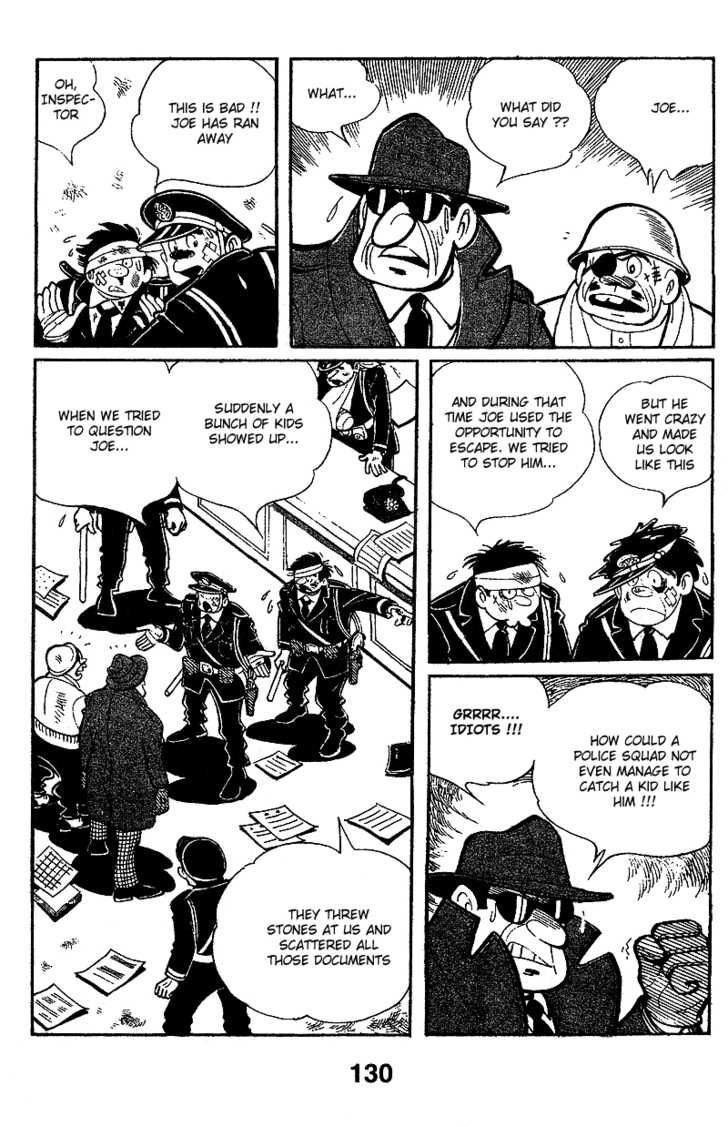 OH,
INSPEC-
TOR
THIS IS BAD !!
JOE HAS RAN
AWAY
WHAT...
WHAT DID
YOU SAY ??
JOE...
WHEN WE TRIED
TO QUESTION
JOE...
SUDDENLY A
BUNCH OF KIDS
SHOWED UP...
THEY THREW
STONES AT US AND
SCATTERED ALL
THOSE DOCUMENTS
AND DURING THAT
TIME JOE USED THE
OPPORTUNITY TO
ESCAPE. WE TRIED
TO STOP HIM...
BUT HE
WENT CRAZY
AND MADE
US LOOK
LIKE THIS
GRRRR....
IDIOTS !!!
HOW COULD A
POLICE SQUAD NOT
EVEN MANAGE TO
CATCH A KID LIKE
HIM !!!
130